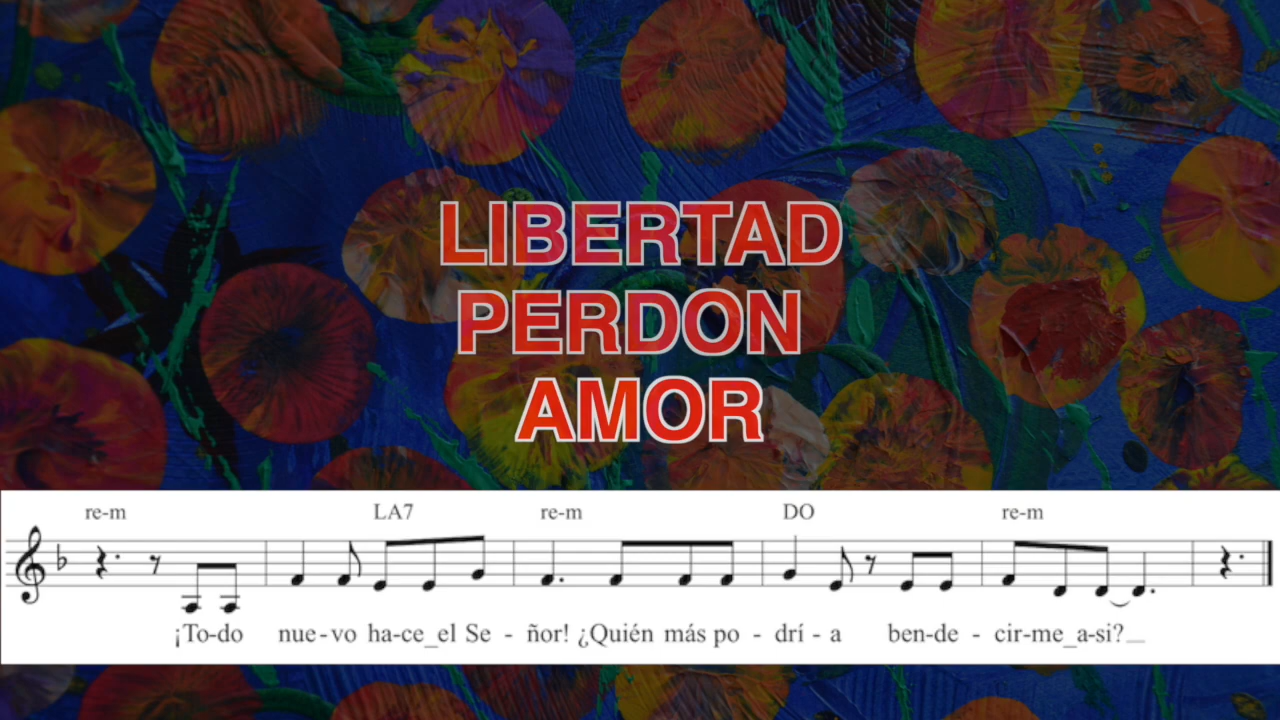 LIBERTAD
PERDON
AMOR
re-m LA7 re-m DO re-m
¡To-do nue-vo ha-ce_el Se - ñor! ¿Quién más po - drí - a ben-de - cir-me_a-si?